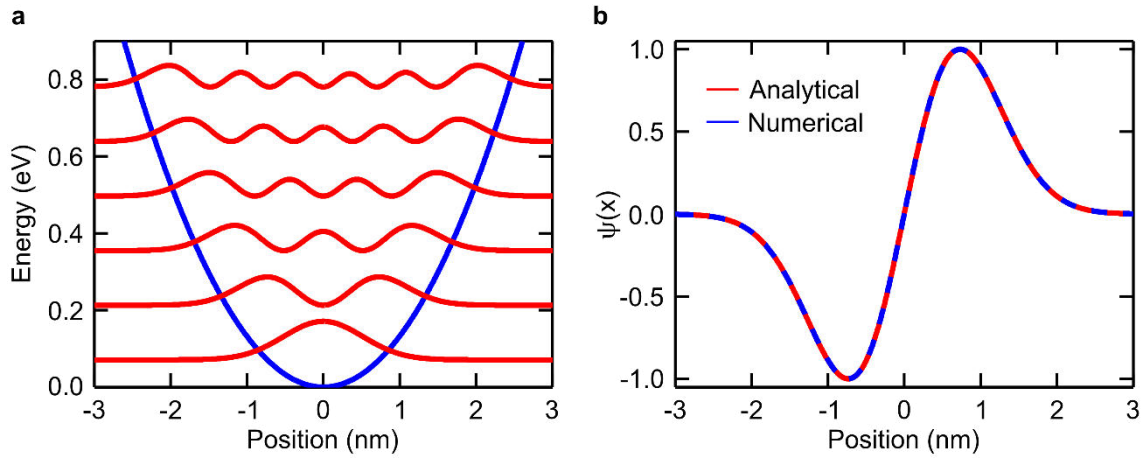 a
Energy (eV)
0.8
0.6
0.4
0.2
0.0
-3 -2 -1 0 1 2 3
Position (nm)
b
ψ(x)
1.0
0.5
0.0
-0.5
-1.0
Analytical
Numerical
-3 -2 -1 0 1 2 3
Position (nm)